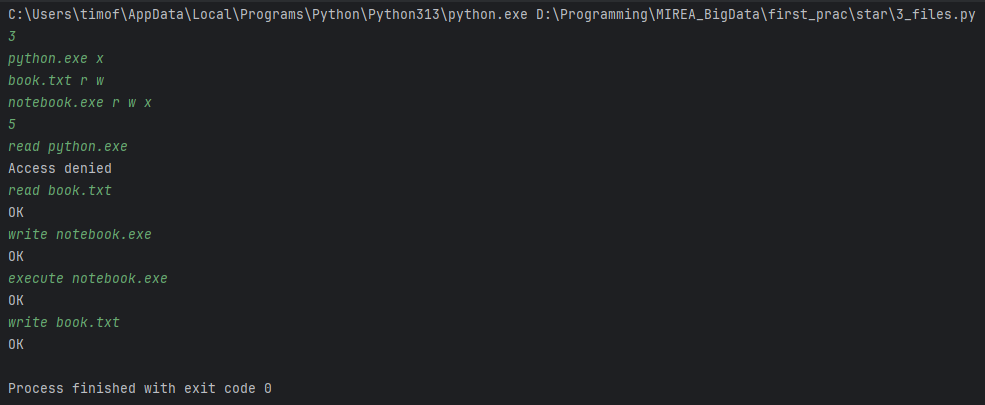 C:\Users\timof\AppData\Local\Programs\Python\Python313\python.exe D:\Programming\MIREA_BigData\first_prac\star\3_files.py
3
python.exe x
book.txt r w
notebook.exe r w x
5
read python.exe
Access denied
read book.txt
OK
write notebook.exe
OK
execute notebook.exe
OK
write book.txt
OK
Process finished with exit code 0